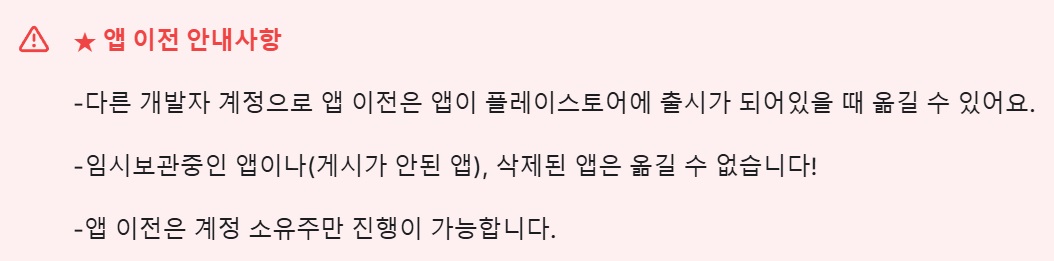 ★ 앱 이전 안내사항
-다른 개발자 계정으로 앱 이전은 앱이 플레이스토어에 출시가 되어있을 때 옮길 수 있어요.
-임시보관중인 앱이나(게시가 안된 앱), 삭제된 앱은 옮길 수 없습니다!
-앱 이전은 계정 소유주만 진행이 가능합니다.